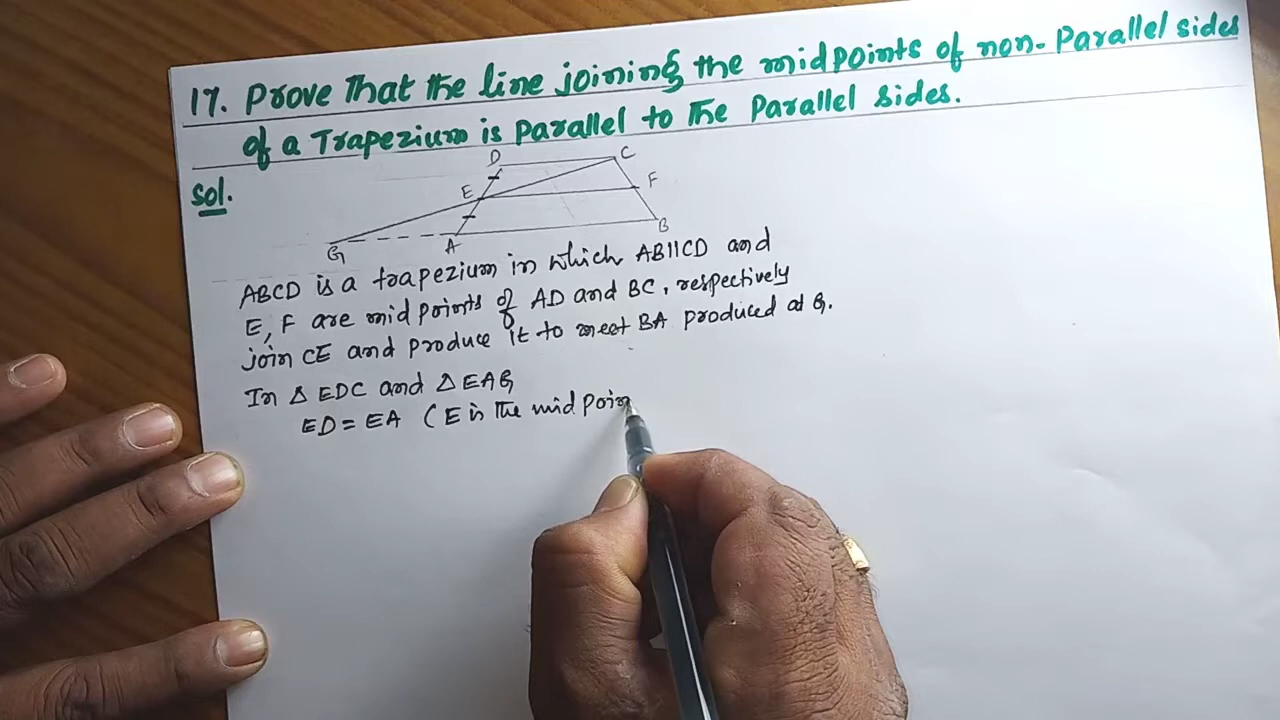 17. Prove That the line joining the midpoints of non-Parallel sides
of a Trapezium is parallel to The Parallel sides.
Sol.
D C
E F
G A B
ABCD is a trapezium in which AB||CD and
E, F are mid points of AD and BC, respectively
join CE and produce it to meet BA produced at G.
In △ EDC and △ EAG
ED = EA (E is the mid poin